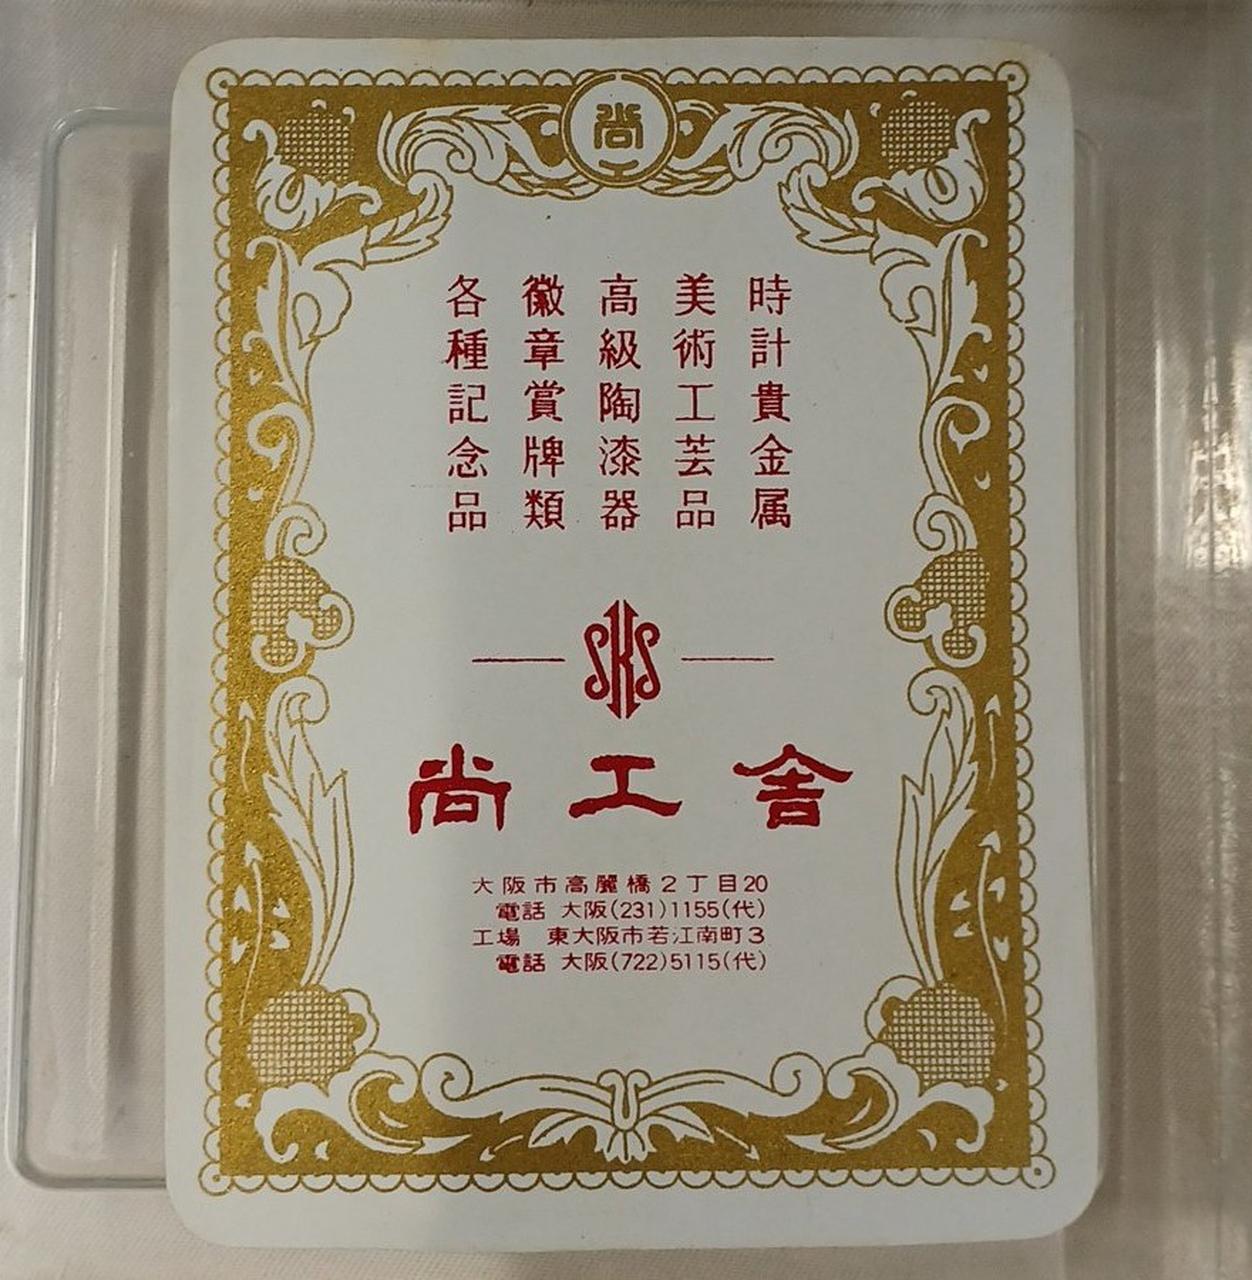 尚
時計貴金属
美術工芸品
高級陶漆器
徽章賞牌類
各種記念品
SKS
尚工舎
大阪市高麗橋2丁目20
電話 大阪(231)1155(代)
工場 東大阪市若江南町3
電話 大阪(722)5115(代)